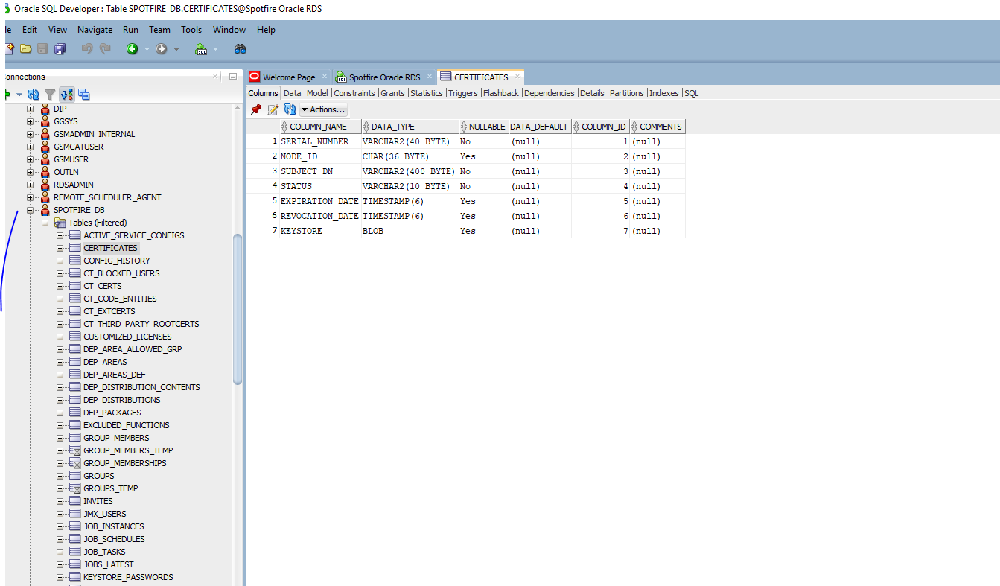 Oracle SQL Developer : Table SPOTFIRE_DB.CERTIFICATES@Spotfire Oracle RDS
le Edit View Navigate Run Team Tools Window Help
SQL
onnections
DIP
GGSYS
GSMADMIN_INTERNAL
GSMCATUSER
GSMUSER
OUTLN
RDSADMIN
REMOTE_SCHEDULER_AGENT
SPOTFIRE_DB
Tables (Filtered)
ACTIVE_SERVICE_CONFIGS
CERTIFICATES
CONFIG_HISTORY
CT_BLOCKED_USERS
CT_CERTS
CT_CODE_ENTITIES
CT_EXTCERTS
CT_THIRD_PARTY_ROOTCERTS
CUSTOMIZED_LICENSES
DEP_AREA_ALLOWED_GRP
DEP_AREAS
DEP_AREAS_DEF
DEP_DISTRIBUTION_CONTENTS
DEP_DISTRIBUTIONS
DEP_PACKAGES
EXCLUDED_FUNCTIONS
GROUP_MEMBERS
GROUP_MEMBERS_TEMP
GROUP_MEMBERSHIPS
GROUPS
GROUPS_TEMP
INVITES
JMX_USERS
JOB_INSTANCES
JOB_SCHEDULES
JOB_TASKS
JOBS_LATEST
KEYSTORE_PASSWORDS
Welcome Page SQL Spotfire Oracle RDS CERTIFICATES
Columns Data Model Constraints Grants Statistics Triggers Flashback Dependencies Details Partitions Indexes SQL
Actions...
COLUMN_NAME DATA_TYPE NULLABLE DATA_DEFAULT COLUMN_ID COMMENTS
1 SERIAL_NUMBER VARCHAR2(40 BYTE) No (null) 1 (null)
2 NODE_ID CHAR(36 BYTE) Yes (null) 2 (null)
3 SUBJECT_DN VARCHAR2(400 BYTE) No (null) 3 (null)
4 STATUS VARCHAR2(10 BYTE) No (null) 4 (null)
5 EXPIRATION_DATE TIMESTAMP(6) Yes (null) 5 (null)
6 REVOCATION_DATE TIMESTAMP(6) Yes (null) 6 (null)
7 KEYSTORE BLOB Yes (null) 7 (null)